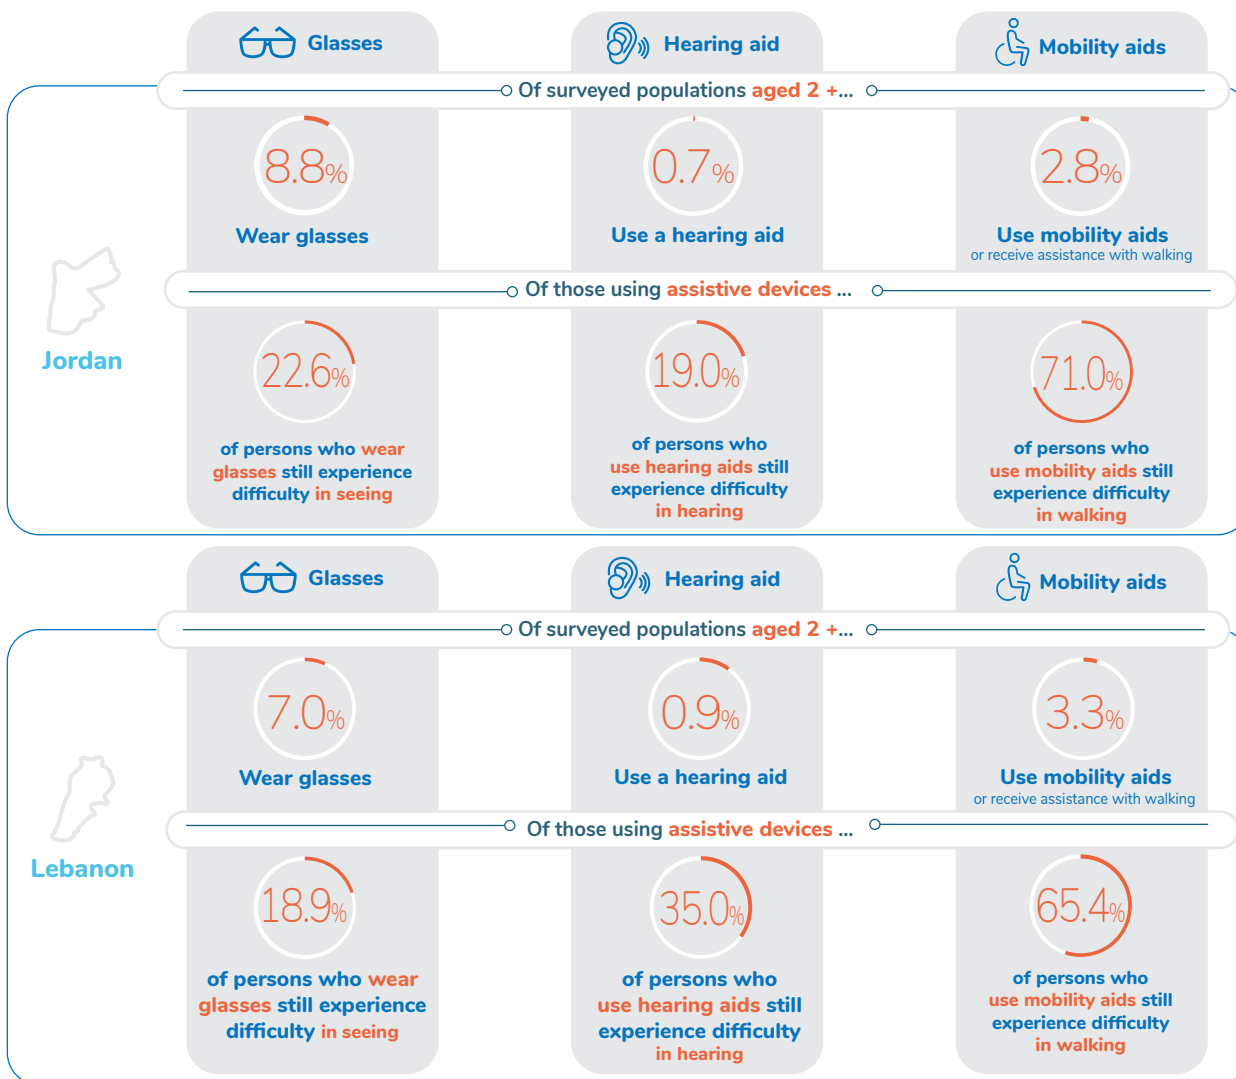 Glasses
Hearing aid
Mobility aids
Of surveyed populations aged 2 +...
8.8%
0.7%
2.8%
Wear glasses
Use a hearing aid
Use mobility aids
or receive assistance with walking
Of those using assistive devices ...
Jordan
22.6%
19.0%
71.0%
of persons who wear
glasses still experience
difficulty in seeing
of persons who
use hearing aids still
experience difficulty
in hearing
of persons who
use mobility aids still
experience difficulty
in walking
Glasses
Hearing aid
Mobility aids
Of surveyed populations aged 2 +...
7.0%
0.9%
3.3%
Wear glasses
Use a hearing aid
Use mobility aids
or receive assistance with walking
Of those using assistive devices ...
Lebanon
18.9%
35.0%
65.4%
of persons who wear
glasses still experience
difficulty in seeing
of persons who
use hearing aids still
experience difficulty
in hearing
of persons who
use mobility aids still
experience difficulty
in walking